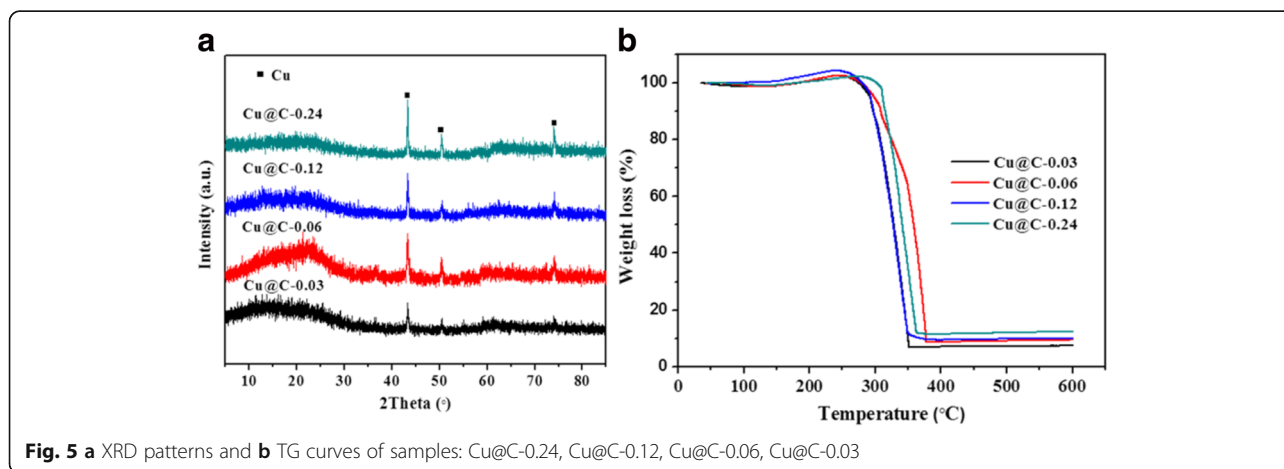 a
■ Cu
Cu@C-0.24
Cu@C-0.12
Cu@C-0.06
Cu@C-0.03
Intensity (a.u.)
10 20 30 40 50 60 70 80
2Theta (°)
b
100
80
60
40
20
0
Weight loss (%)
Cu@C-0.03
Cu@C-0.06
Cu@C-0.12
Cu@C-0.24
0 100 200 300 400 500 600
Temperature (°C)
Fig. 5 a XRD patterns and b TG curves of samples: Cu@C-0.24, Cu@C-0.12, Cu@C-0.06, Cu@C-0.03